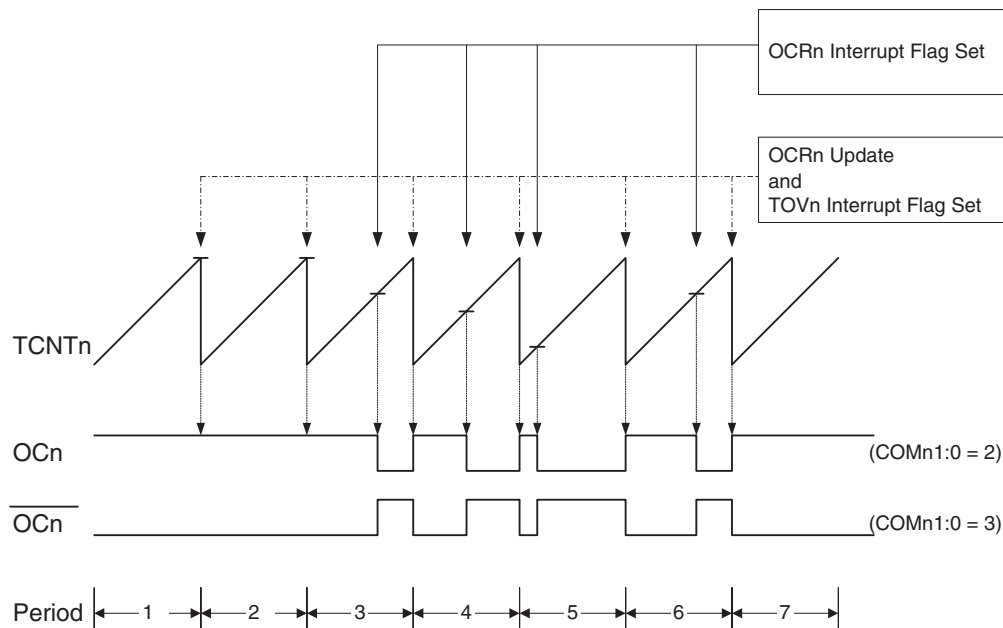 OCRn Interrupt Flag Set
OCRn Update
and
TOVn Interrupt Flag Set
TCNTn
OCn
(COMn1:0 = 2)
OCn
(COMn1:0 = 3)
Period
1
2
3
4
5
6
7